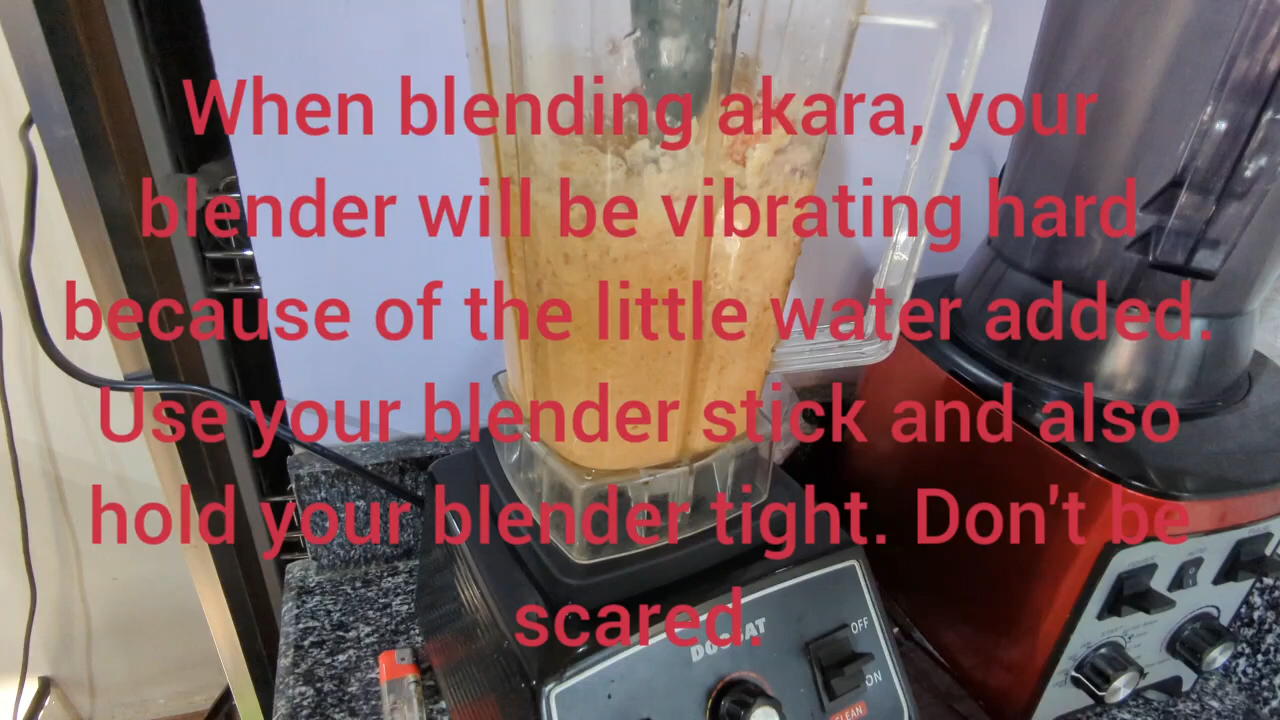 When blending akara, your
blender will be vibrating hard
because of the little water added.
Use your blender stick and also
hold your blender tight. Don't be
scared.
OFF
ON
CLEAN